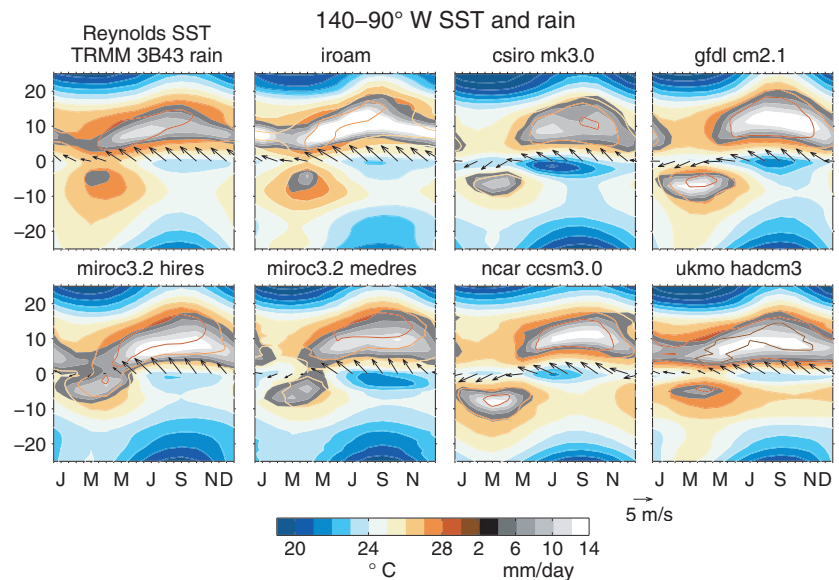 140–90° W SST and rain
Reynolds SST
TRMM 3B43 rain
iroam
csiro mk3.0
gfdl cm2.1
20
10
0
−10
−20
miroc3.2 hires
miroc3.2 medres
ncar ccsm3.0
ukmo hadcm3
20
10
0
−10
−20
J M M J S ND
J M M J S N
J M M J S N
J M M J S ND
5 m/s
20 24 28 2 6 10 14
° C mm/day